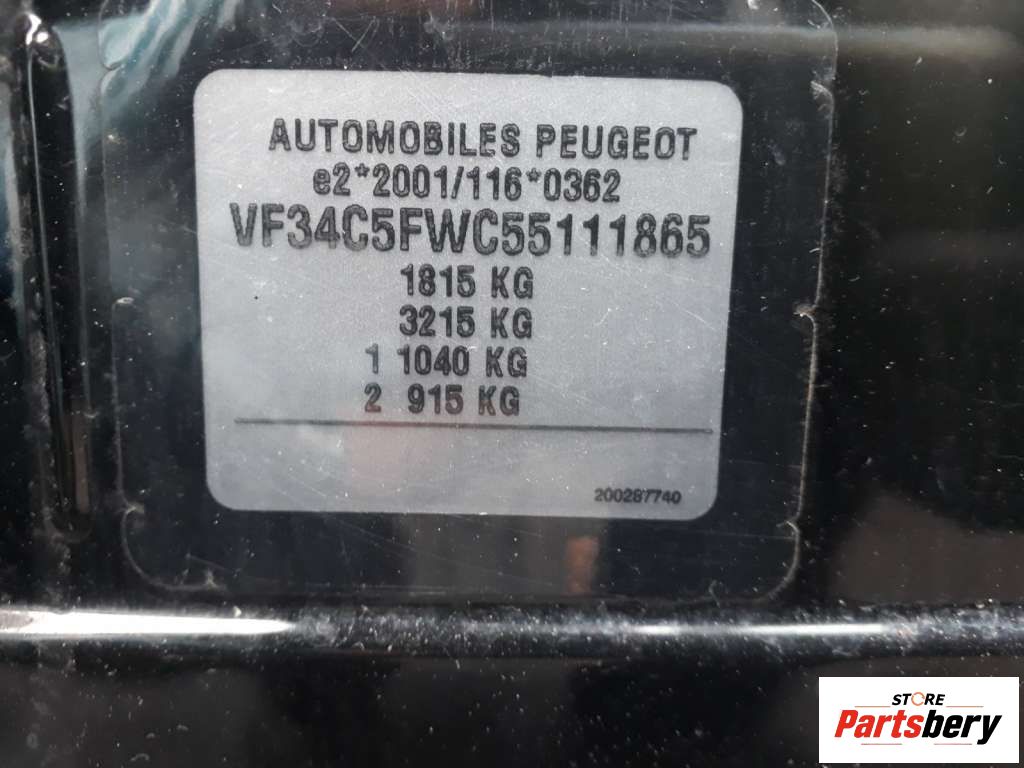 AUTOMOBILES PEUGEOT
e2*2001/116*0362
VF34C5FWC55111865
1815 KG
3215 KG
1 1040 KG
2 915 KG
200287740
STORE
Partsbery